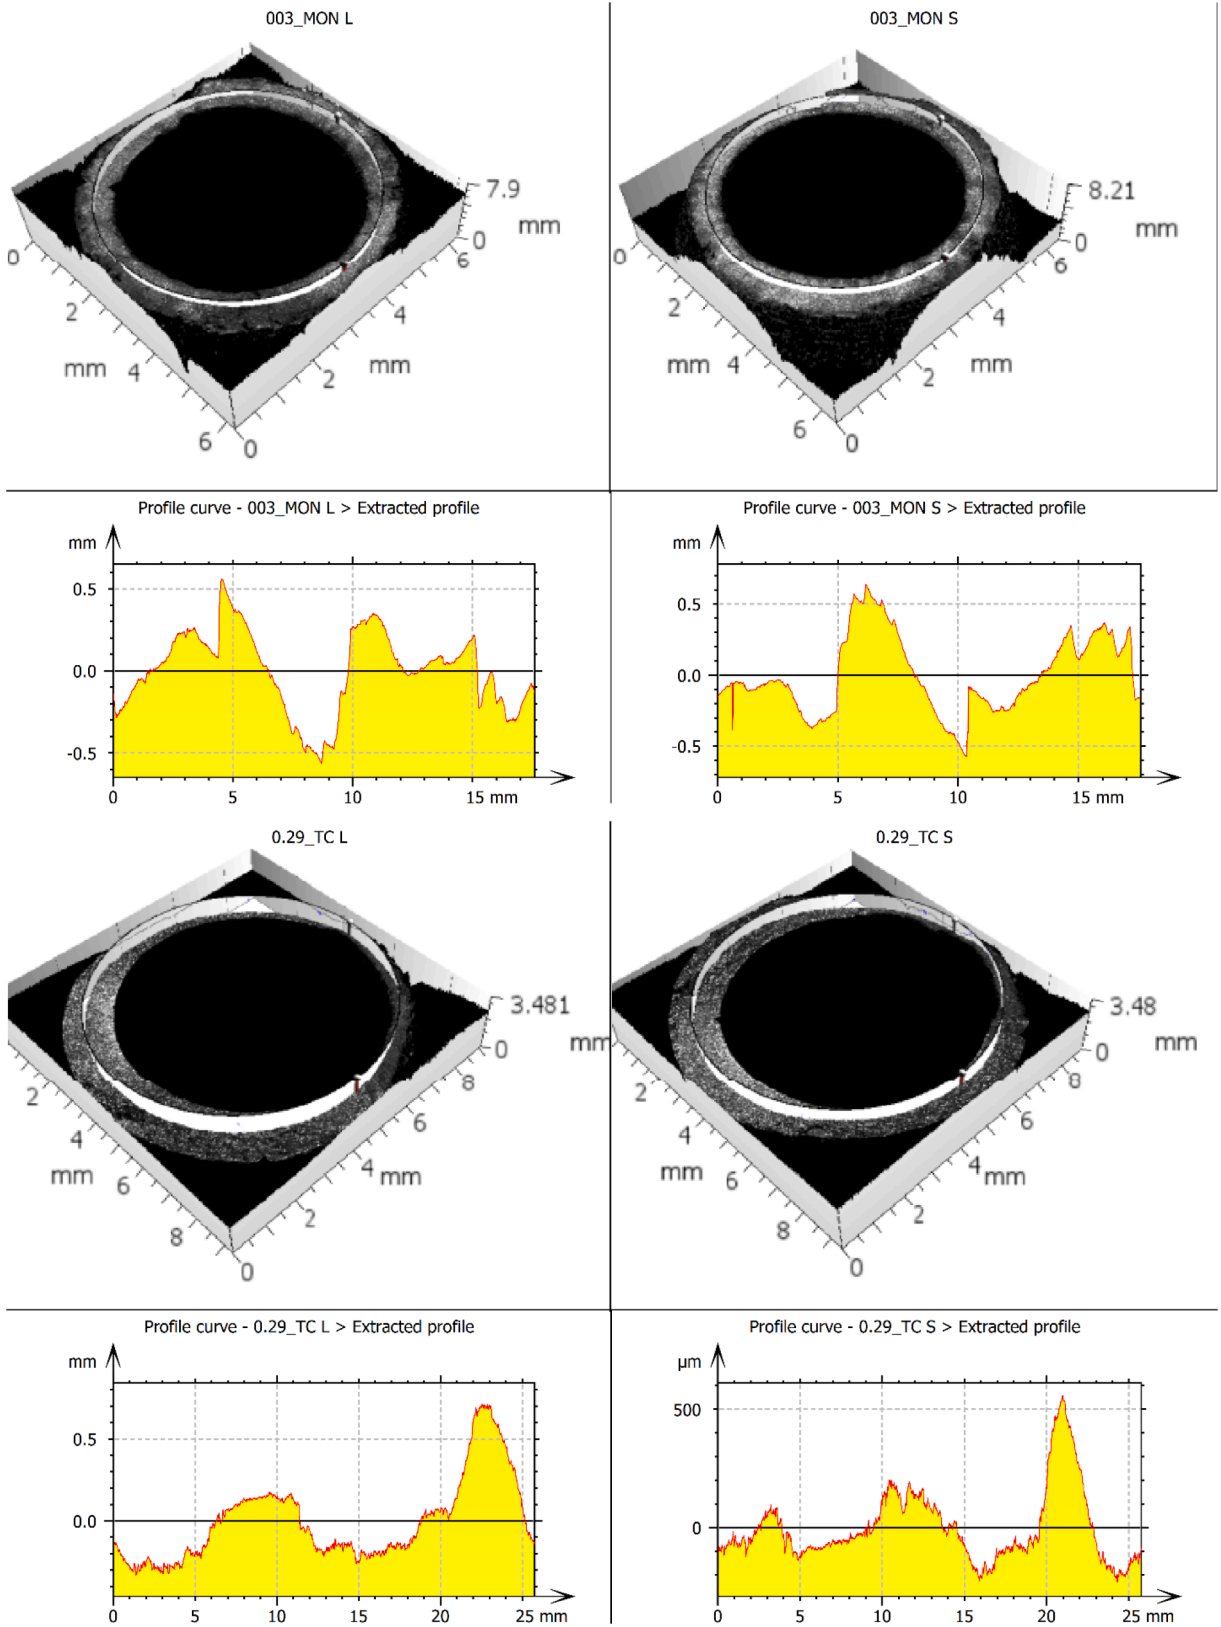 003_MON L
003_MON S
7.9
mm
0
0
6
2
4
mm
4
mm
2
6
0
8.21
mm
0
0
6
2
4
mm
4
mm
2
6
0
Profile curve - 003_MON L > Extracted profile
mm
0.5
0.0
-0.5
0 5 10 15 mm
Profile curve - 003_MON S > Extracted profile
mm
0.5
0.0
-0.5
0 5 10 15 mm
0.29_TC L
0.29_TC S
3.481
mm
0
8
2
6
4
4
mm
mm
6
2
8
0
3.48
mm
0
8
6
4
4
mm
mm
6
2
8
0
Profile curve - 0.29_TC L > Extracted profile
mm
0.5
0.0
0 5 10 15 20 25 mm
Profile curve - 0.29_TC S > Extracted profile
µm
500
0
0 5 10 15 20 25 mm